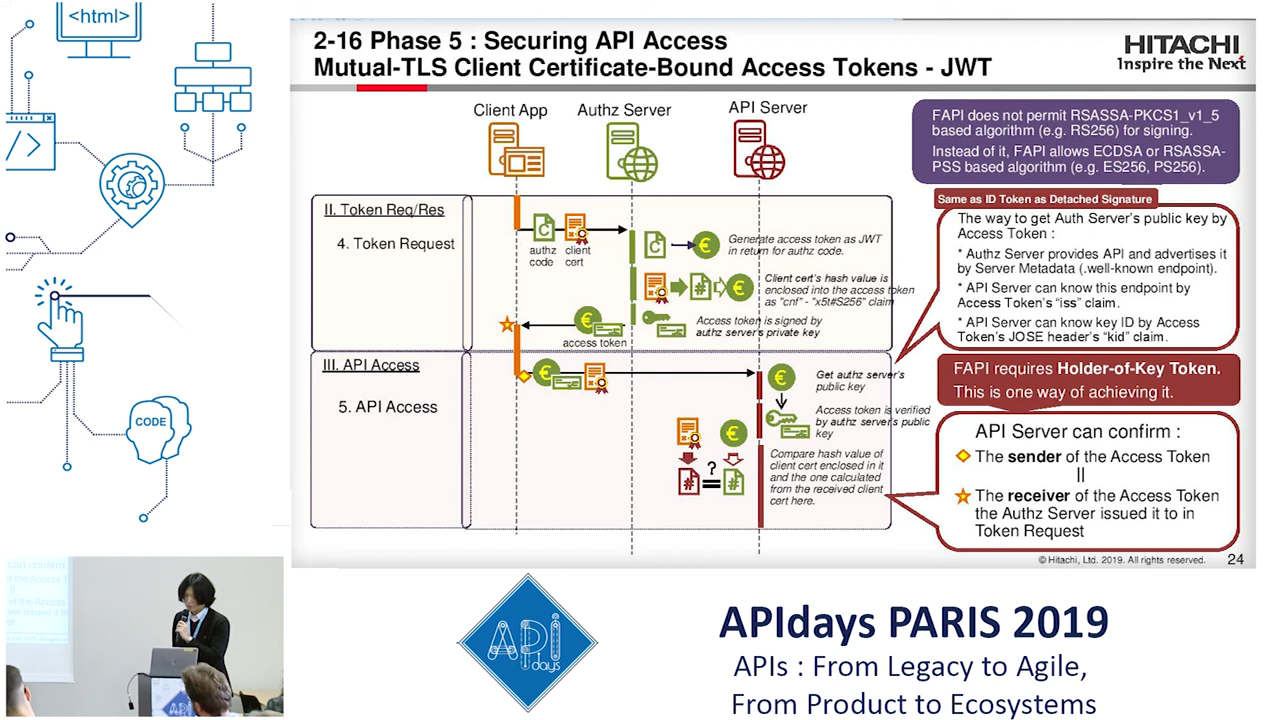 <html>
</>
CODE
2-16 Phase 5 : Securing API Access
Mutual-TLS Client Certificate-Bound Access Tokens - JWT
HITACHI
Inspire the Next
Client App
Authz Server
API Server
FAPI does not permit RSASSA-PKCS1_v1_5
based algorithm (e.g. RS256) for signing.
Instead of it, FAPI allows ECDSA or RSASSA-
PSS based algorithm (e.g. ES256, PS256).
Same as ID Token as Detached Signature
The way to get Auth Server's public key by
Access Token :
* Authz Server provides API and advertises it
by Server Metadata (.well-known endpoint).
* API Server can know this endpoint by
Access Token's "iss" claim.
* API Server can know key ID by Access
Token's JOSE header's "kid" claim.
II. Token Req/Res
4. Token Request
C
authz
code
client
cert
C
€
Generate access token as JWT
in return for authz code.
#
€
Client cert's hash value is
enclosed into the access token
as "cnf" - "x5t#S256" claim
€
access token
Access token is signed by
authz server's private key
III. API Access
5. API Access
€
€
Get authz server's
public key
Access token is verified
by authz server's public
key
€
#
?
#
Compare hash value of
client cert enclosed in it
and the one calculated
from the received client
cert here.
FAPI requires Holder-of-Key Token.
This is one way of achieving it.
API Server can confirm :
The sender of the Access Token
||
The receiver of the Access Token
the Authz Server issued it to in
Token Request
© Hitachi, Ltd. 2019. All rights reserved.
24
can confirm
of the Access
||
of the Access
API
API
days
APIdays PARIS 2019
APIs : From Legacy to Agile,
From Product to Ecosystems